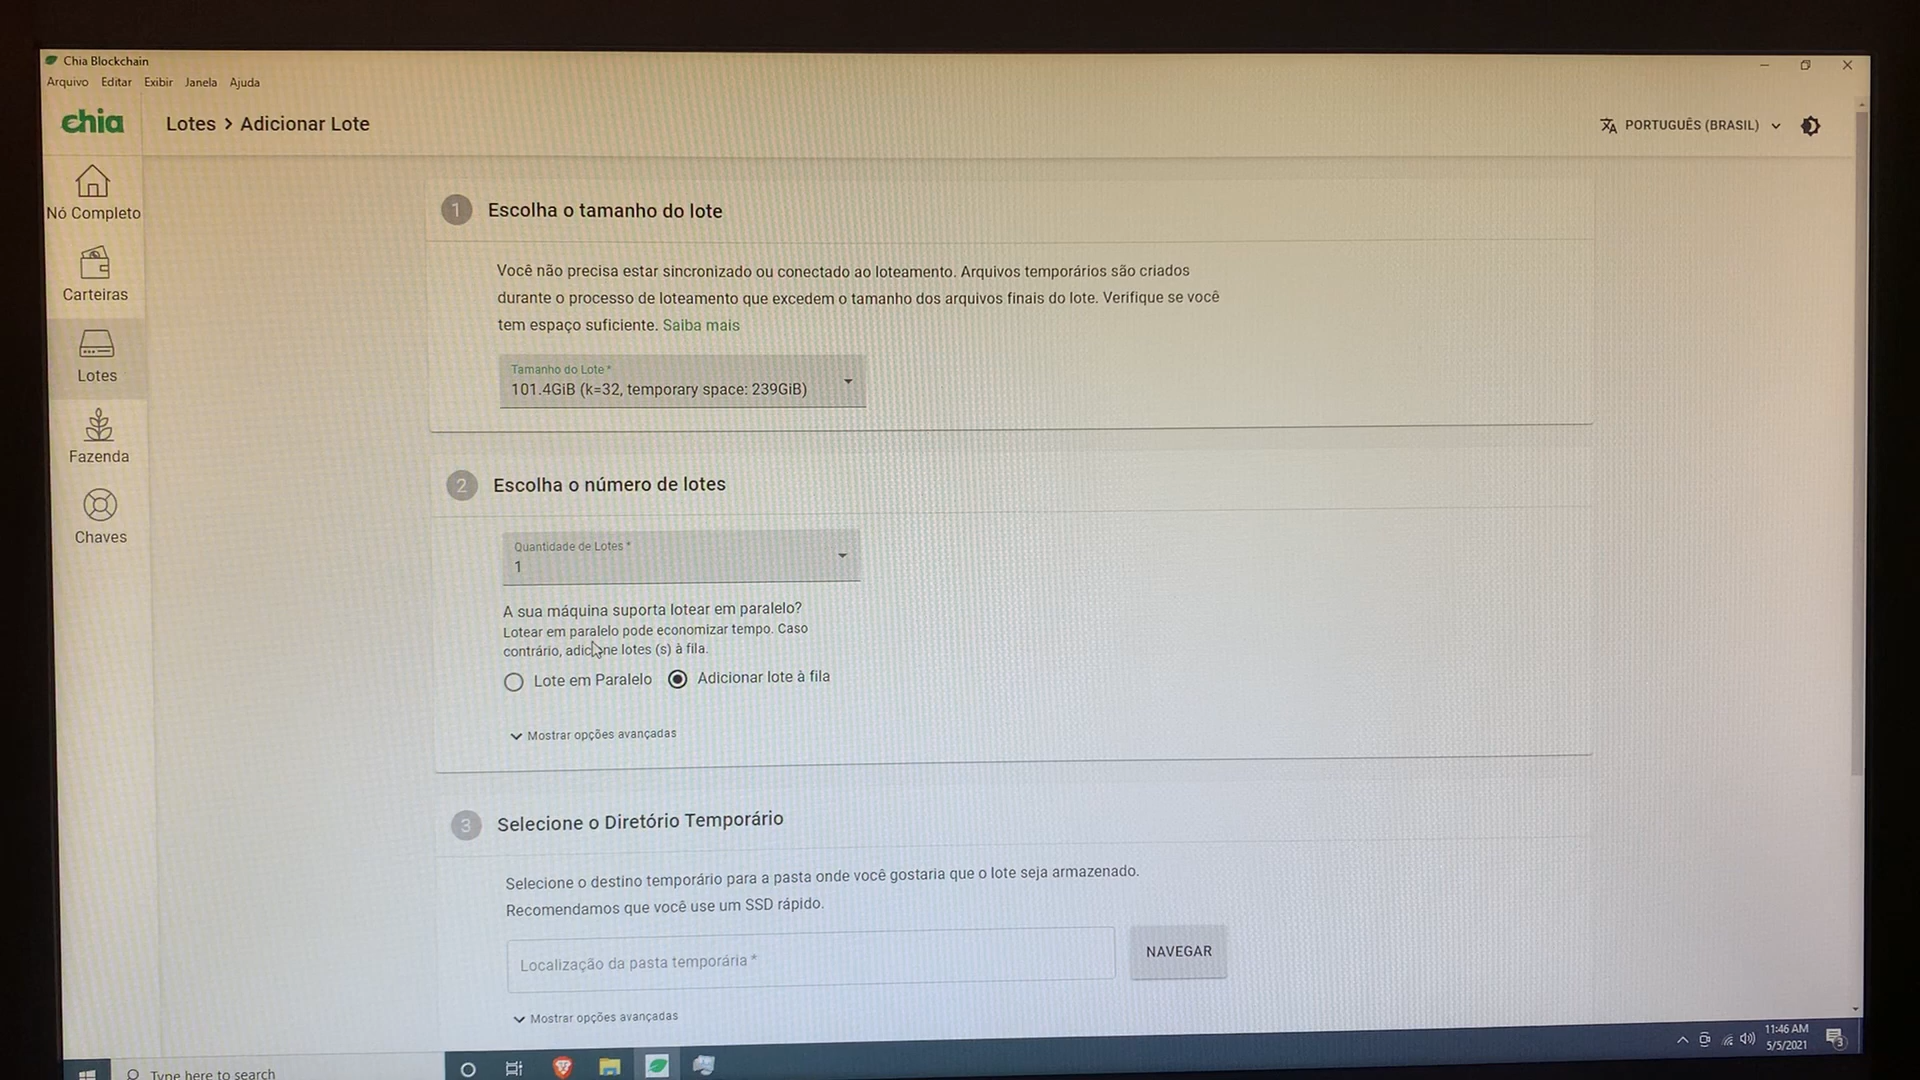 Chia Blockchain
Arquivo Editar Exibir Janela Ajuda
chia
Lotes > Adicionar Lote
PORTUGUÊS (BRASIL)
Nó Completo
Carteiras
Lotes
Fazenda
Chaves
1 Escolha o tamanho do lote
Você não precisa estar sincronizado ou conectado ao loteamento. Arquivos temporários são criados
durante o processo de loteamento que excedem o tamanho dos arquivos finais do lote. Verifique se você
tem espaço suficiente. Saiba mais
Tamanho do Lote *
101.4GiB (k=32, temporary space: 239GiB)
2 Escolha o número de lotes
Quantidade de Lotes *
1
A sua máquina suporta lotear em paralelo?
Lotear em paralelo pode economizar tempo. Caso
contrário, adicione lotes (s) à fila.
Lote em Paralelo Adicionar lote à fila
Mostrar opções avançadas
3 Selecione o Diretório Temporário
Selecione o destino temporário para a pasta onde você gostaria que o lote seja armazenado.
Recomendamos que você use um SSD rápido.
Localização da pasta temporária *
NAVEGAR
Mostrar opções avançadas
Type here to search
11:46 AM
5/5/2021
3